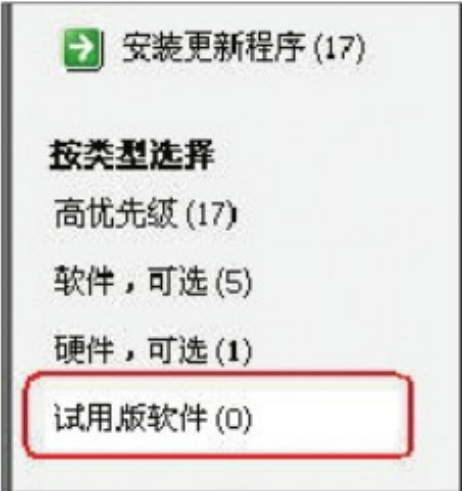 安装更新程序 (17)
按类型选择
高优先级 (17)
软件，可选 (5)
硬件，可选 (1)
试用版软件 (0)